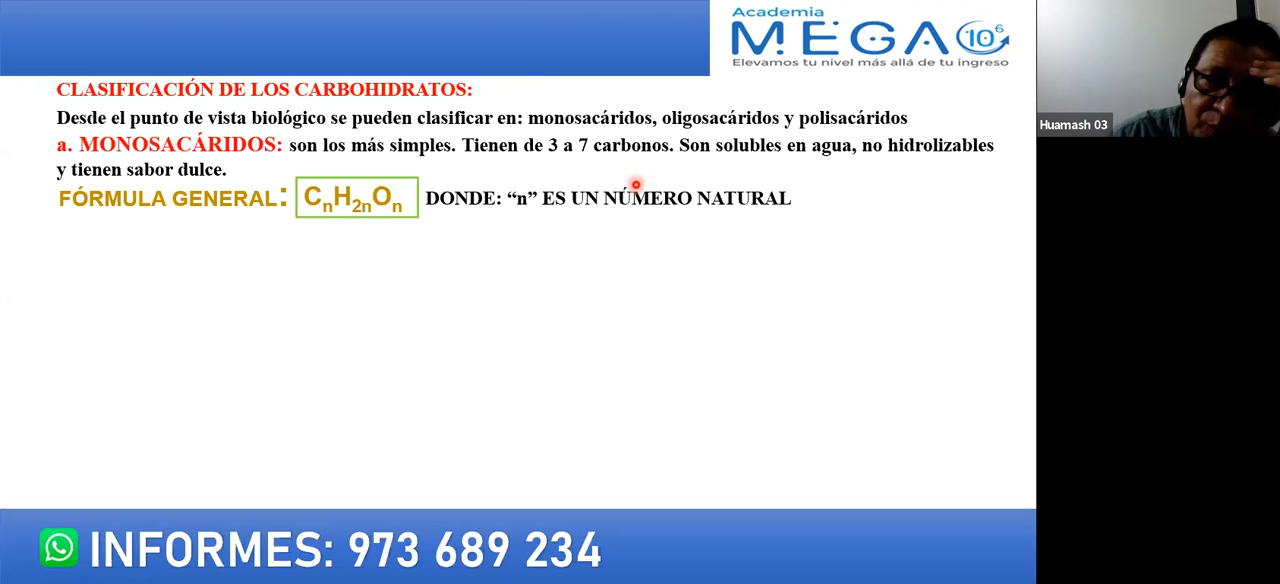 Academia
MEGA 10⁶
Elevamos tu nivel más allá de tu ingreso
CLASIFICACIÓN DE LOS CARBOHIDRATOS:
Desde el punto de vista biológico se pueden clasificar en: monosacáridos, oligosacáridos y polisacáridos
a. MONOSACÁRIDOS: son los más simples. Tienen de 3 a 7 carbonos. Son solubles en agua, no hidrolizables
y tienen sabor dulce.
FÓRMULA GENERAL: CₙH₂ₙOₙ DONDE: “n” ES UN NÚMERO NATURAL
Huamash 03
INFORMES: 973 689 234